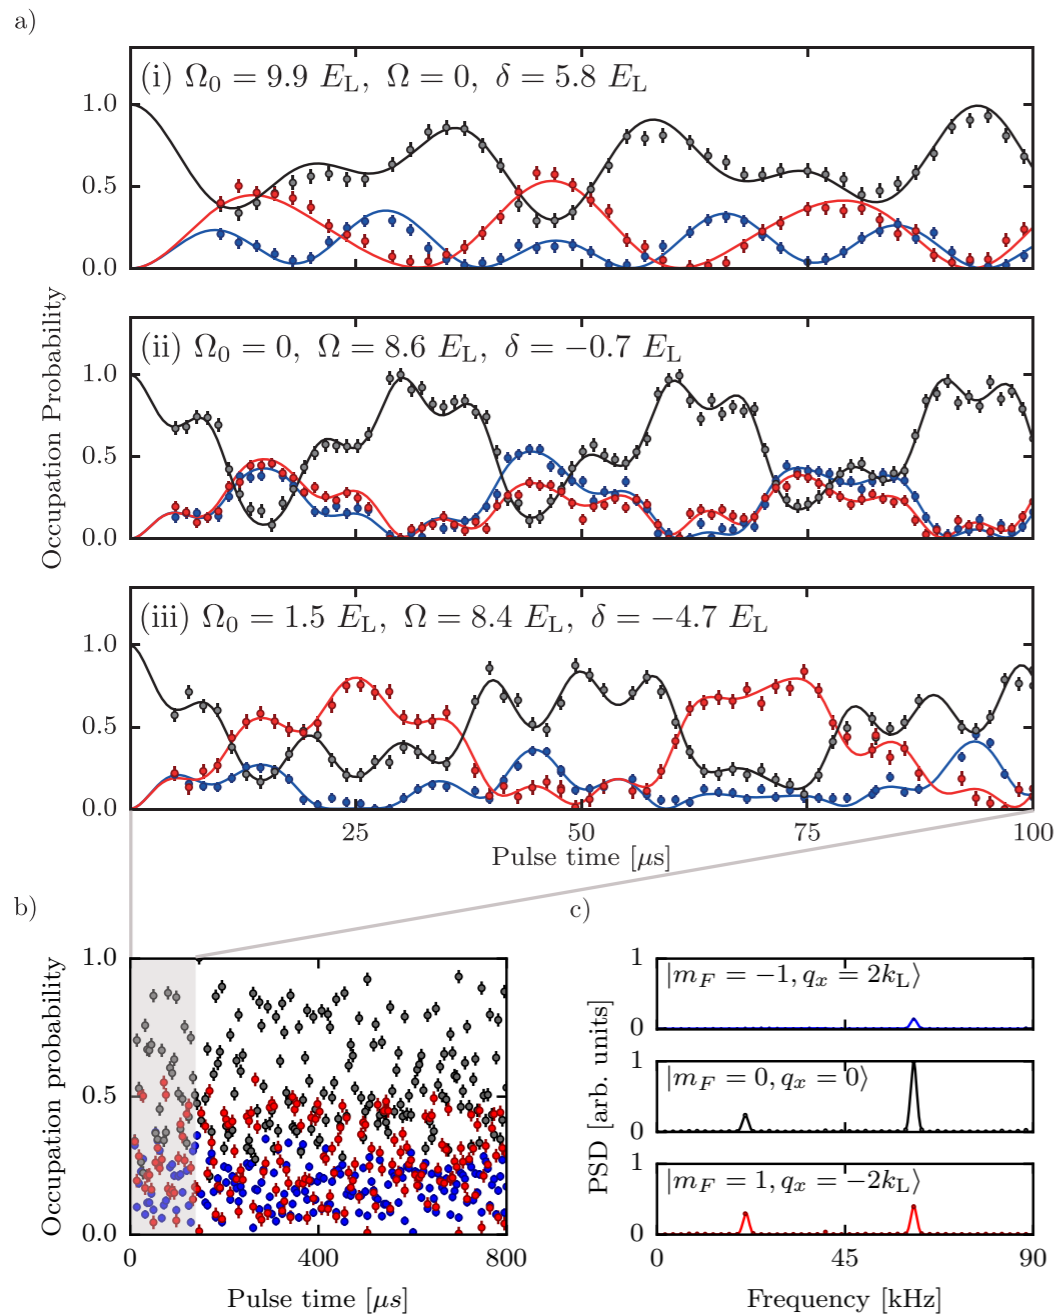 a)
(i) Ω₀ = 9.9 E_L, Ω = 0, δ = 5.8 E_L
1.0
0.5
0.0
Occupation Probability
(ii) Ω₀ = 0, Ω = 8.6 E_L, δ = −0.7 E_L
1.0
0.5
0.0
(iii) Ω₀ = 1.5 E_L, Ω = 8.4 E_L, δ = −4.7 E_L
1.0
0.5
0.0
25 50 75 100
Pulse time [μs]
b)
Occupation probability
1.0
0.5
0.0
0 400 800
Pulse time [μs]
c)
PSD [arb. units]
1
|m_F = −1, q_x = 2k_L⟩
0
1
|m_F = 0, q_x = 0⟩
0
1
|m_F = 1, q_x = −2k_L⟩
0
0 45 90
Frequency [kHz]